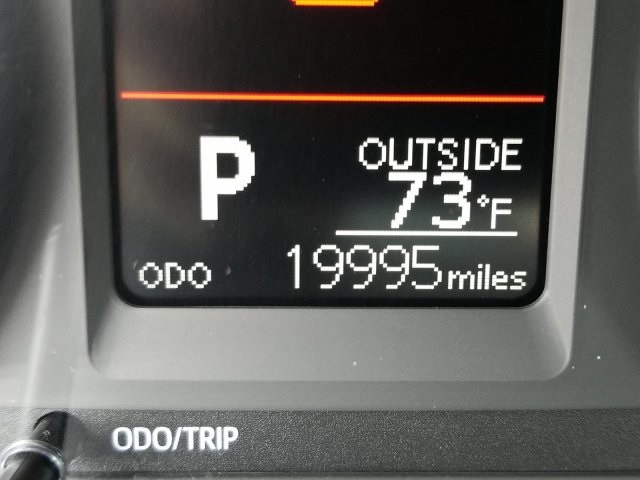 P
OUTSIDE
73°F
ODO 19995 miles
ODO/TRIP